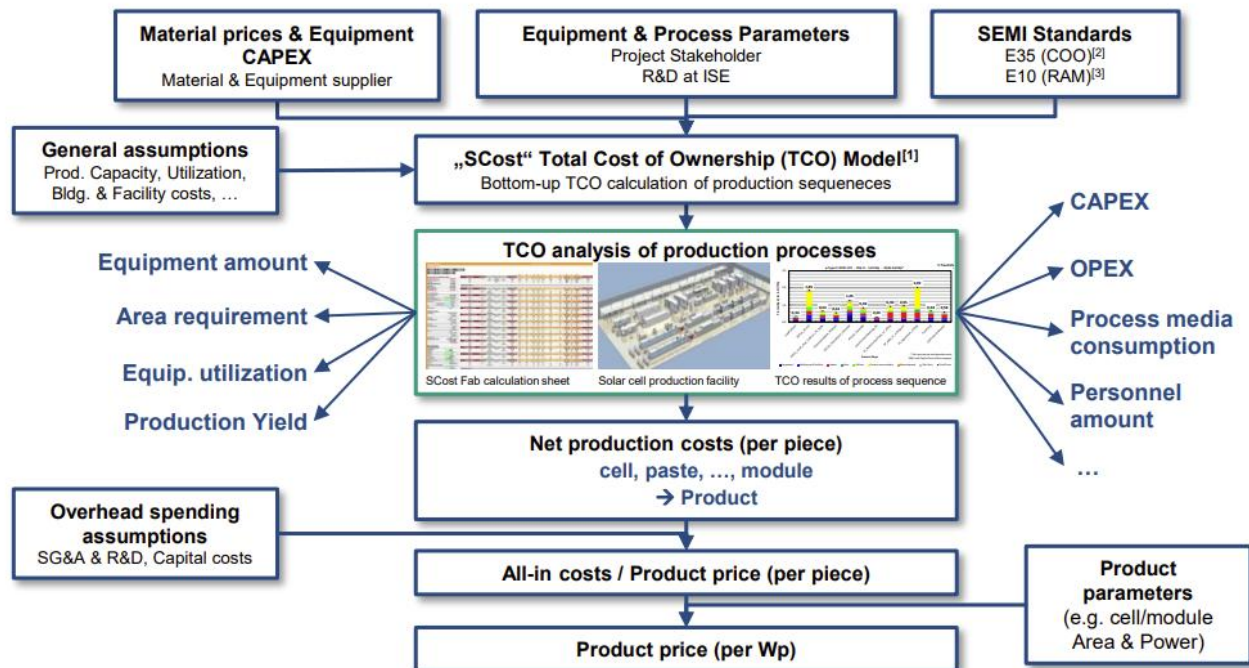 Material prices & Equipment
CAPEX
Material & Equipment supplier
Equipment & Process Parameters
Project Stakeholder
R&D at ISE
SEMI Standards
E35 (COO)[2]
E10 (RAM)[3]
General assumptions
Prod. Capacity, Utilization,
Bldg. & Facility costs, …
„SCost“ Total Cost of Ownership (TCO) Model[1]
Bottom-up TCO calculation of production sequeneces
TCO analysis of production processes
SCost Fab calculation sheet
Solar cell production facility
TCO results of process sequence
Equipment amount
Area requirement
Equip. utilization
Production Yield
CAPEX
OPEX
Process media
consumption
Personnel
amount
…
Net production costs (per piece)
cell, paste, …, module
→ Product
Overhead spending
assumptions
SG&A & R&D, Capital costs
All-in costs / Product price (per piece)
Product
parameters
(e.g. cell/module
Area & Power)
Product price (per Wp)